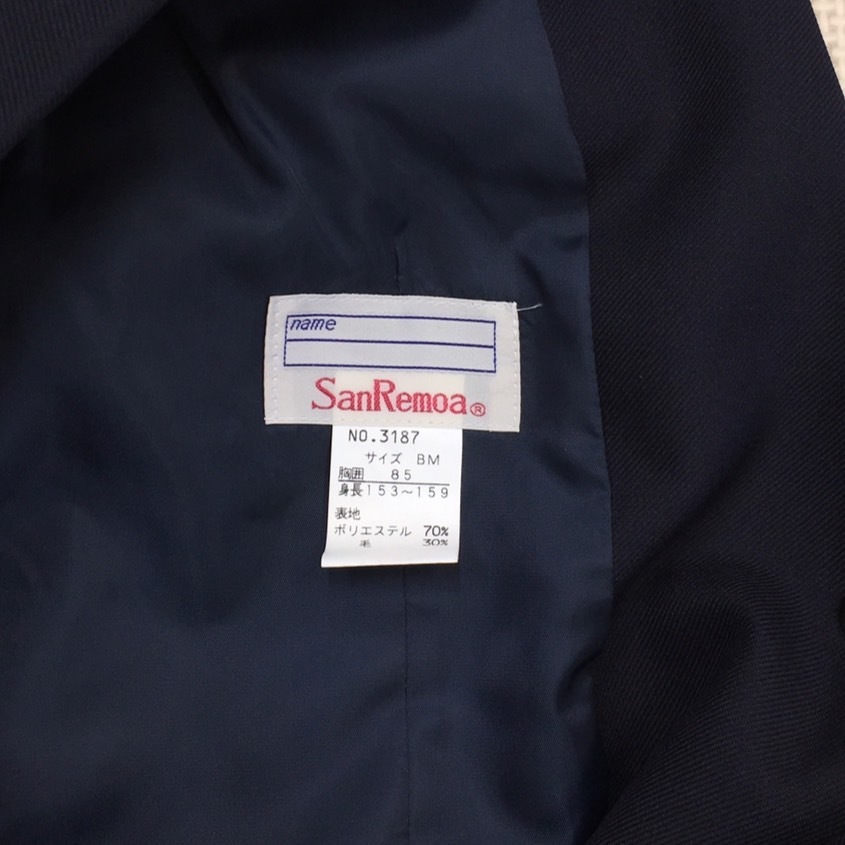 name
SanRemoa®
NO.3187
サイズ BM
胸囲 85
身長153～159
表地
ポリエステル 70%
毛 30%